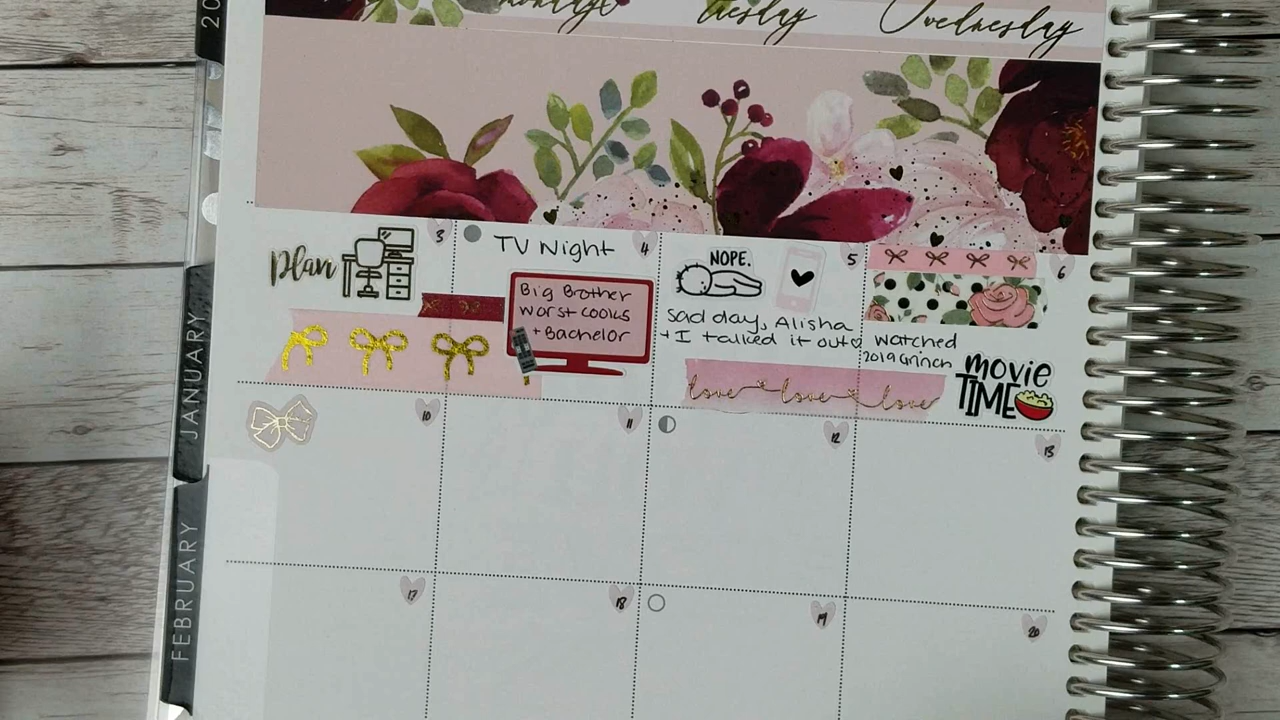 20
Tuesday
Wednesday
3
4
5
6
Plan
TV Night
Big Brother
Worst cooks
+ Bachelor
NOPE.
sad day, Alisha
+ I talked it out
watched
2019 Grinch
movie
TIME
love love love
10
11
12
13
17
18
19
20
JANUARY
FEBRUARY